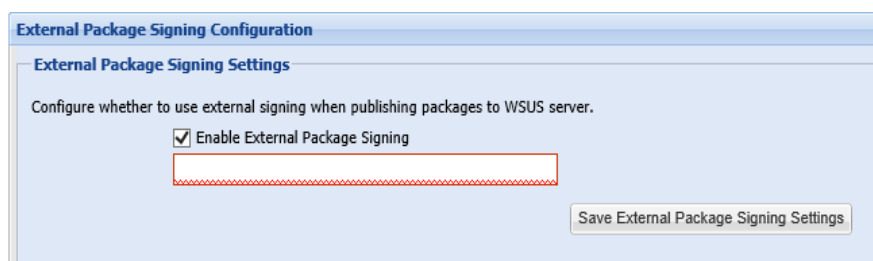 External Package Signing Configuration
External Package Signing Settings
Configure whether to use external signing when publishing packages to WSUS server.
Enable External Package Signing
Save External Package Signing Settings